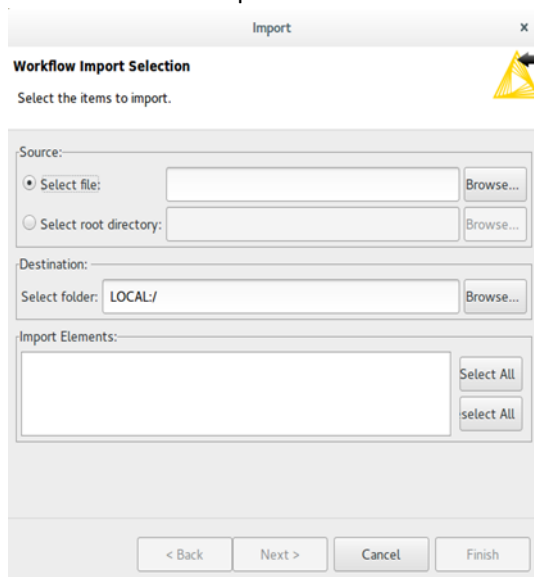 Import
Workflow Import Selection
Select the items to import.
Source:
Select file:
Browse...
Select root directory:
Browse...
Destination:
Select folder: LOCAL:/
Browse...
Import Elements:
Select All
select All
< Back
Next >
Cancel
Finish